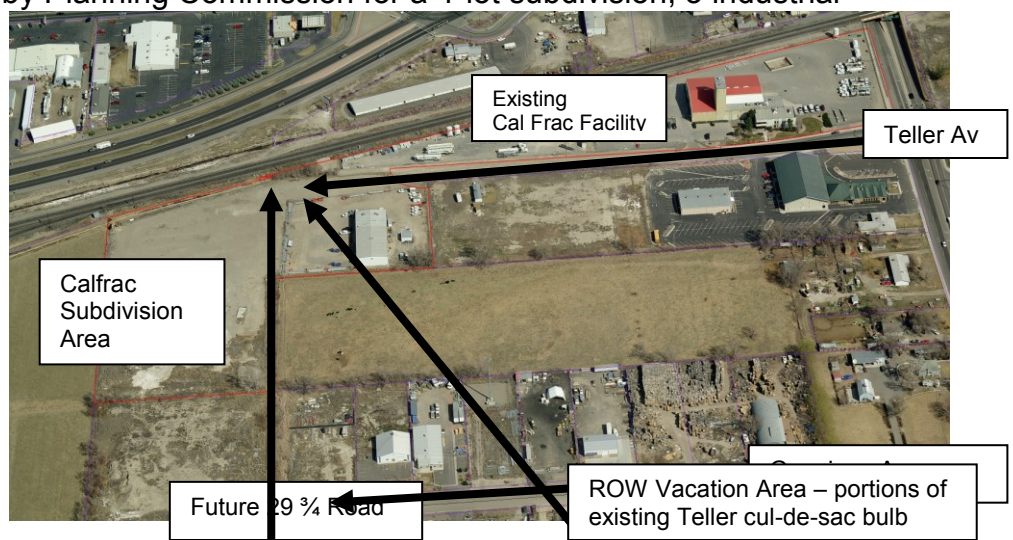 by Planning Commission for a 4-lot subdivision, 3 industrial
Existing
Cal Frac Facility
Teller Av
Calfrac
Subdivision
Area
Future 29 ¾ Road
ROW Vacation Area – portions of
existing Teller cul-de-sac bulb